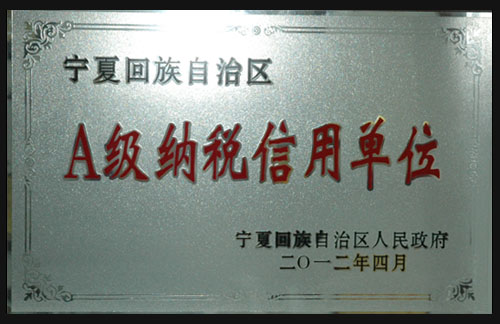 宁夏回族自治区
A级纳税信用单位
宁夏回族自治区人民政府
二〇一二年四月